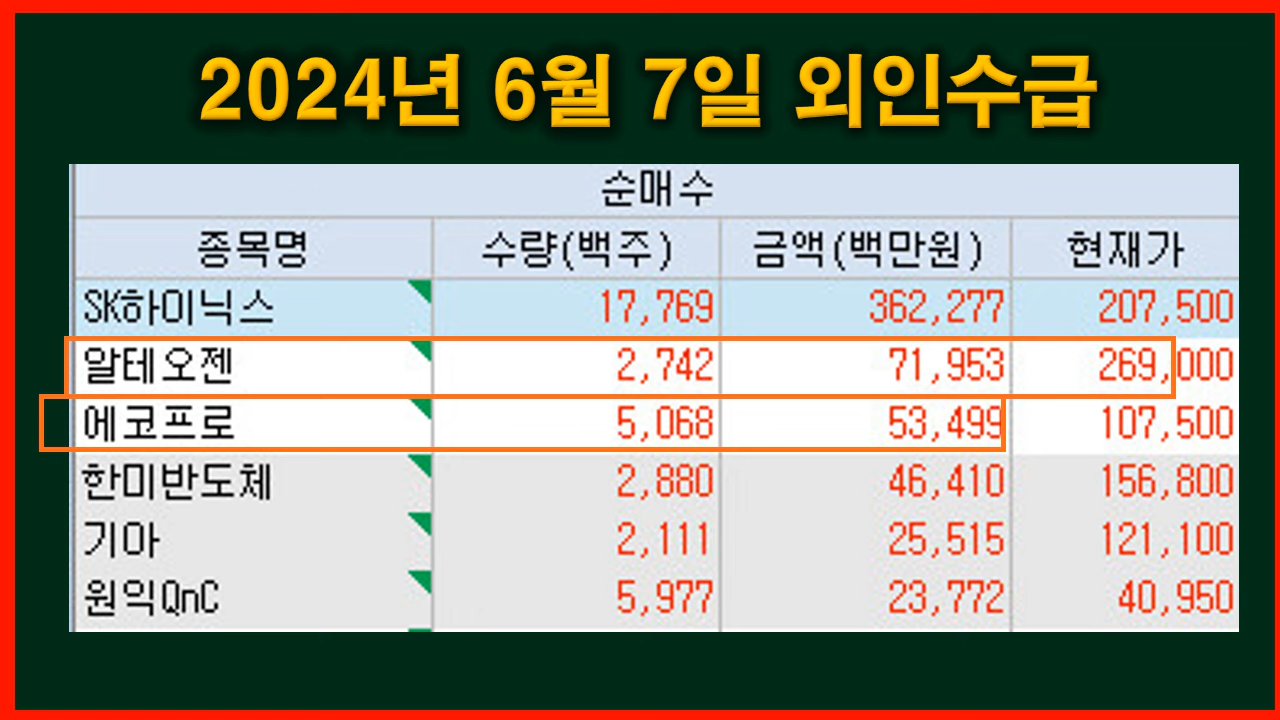 2024년 6월 7일 외인수급
순매수
종목명 수량(백주) 금액(백만원) 현재가
SK하이닉스 17,769 362,277 207,500
알테오젠 2,742 71,953 269,000
에코프로 5,068 53,499 107,500
한미반도체 2,880 46,410 156,800
기아 2,111 25,515 121,100
원익QnC 5,977 23,772 40,950